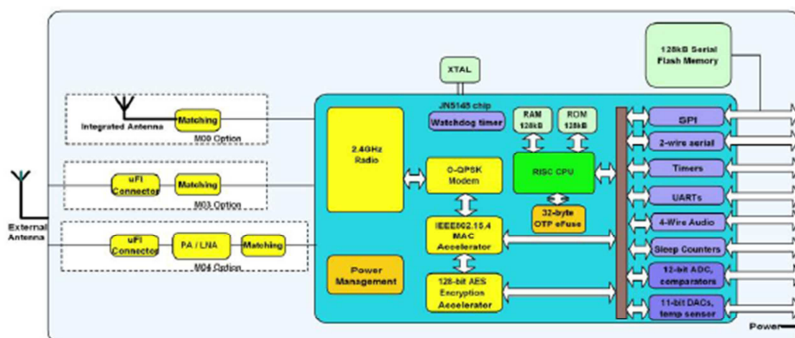 128kB Serial
Flash Memory
XTAL
JN5148 chip
Watchdog timer
RAM
128kB
ROM
128kB
Integrated Antenna
Matching
M00 Option
2.4GHz
Radio
O-QPSK
Modem
RISC CPU
32-byte
OTP eFuse
SPI
2-wire serial
Timers
UARTs
4-Wire Audio
Sleep Counters
12-bit ADC,
comparators
11-bit DACs,
temp sensor
Power
uFl
Connector
Matching
M03 Option
External
Antenna
uFl
Connector
PA / LNA
Matching
M04 Option
IEEE802.15.4
MAC
Accelerator
Power
Management
128-bit AES
Encryption
Accelerator